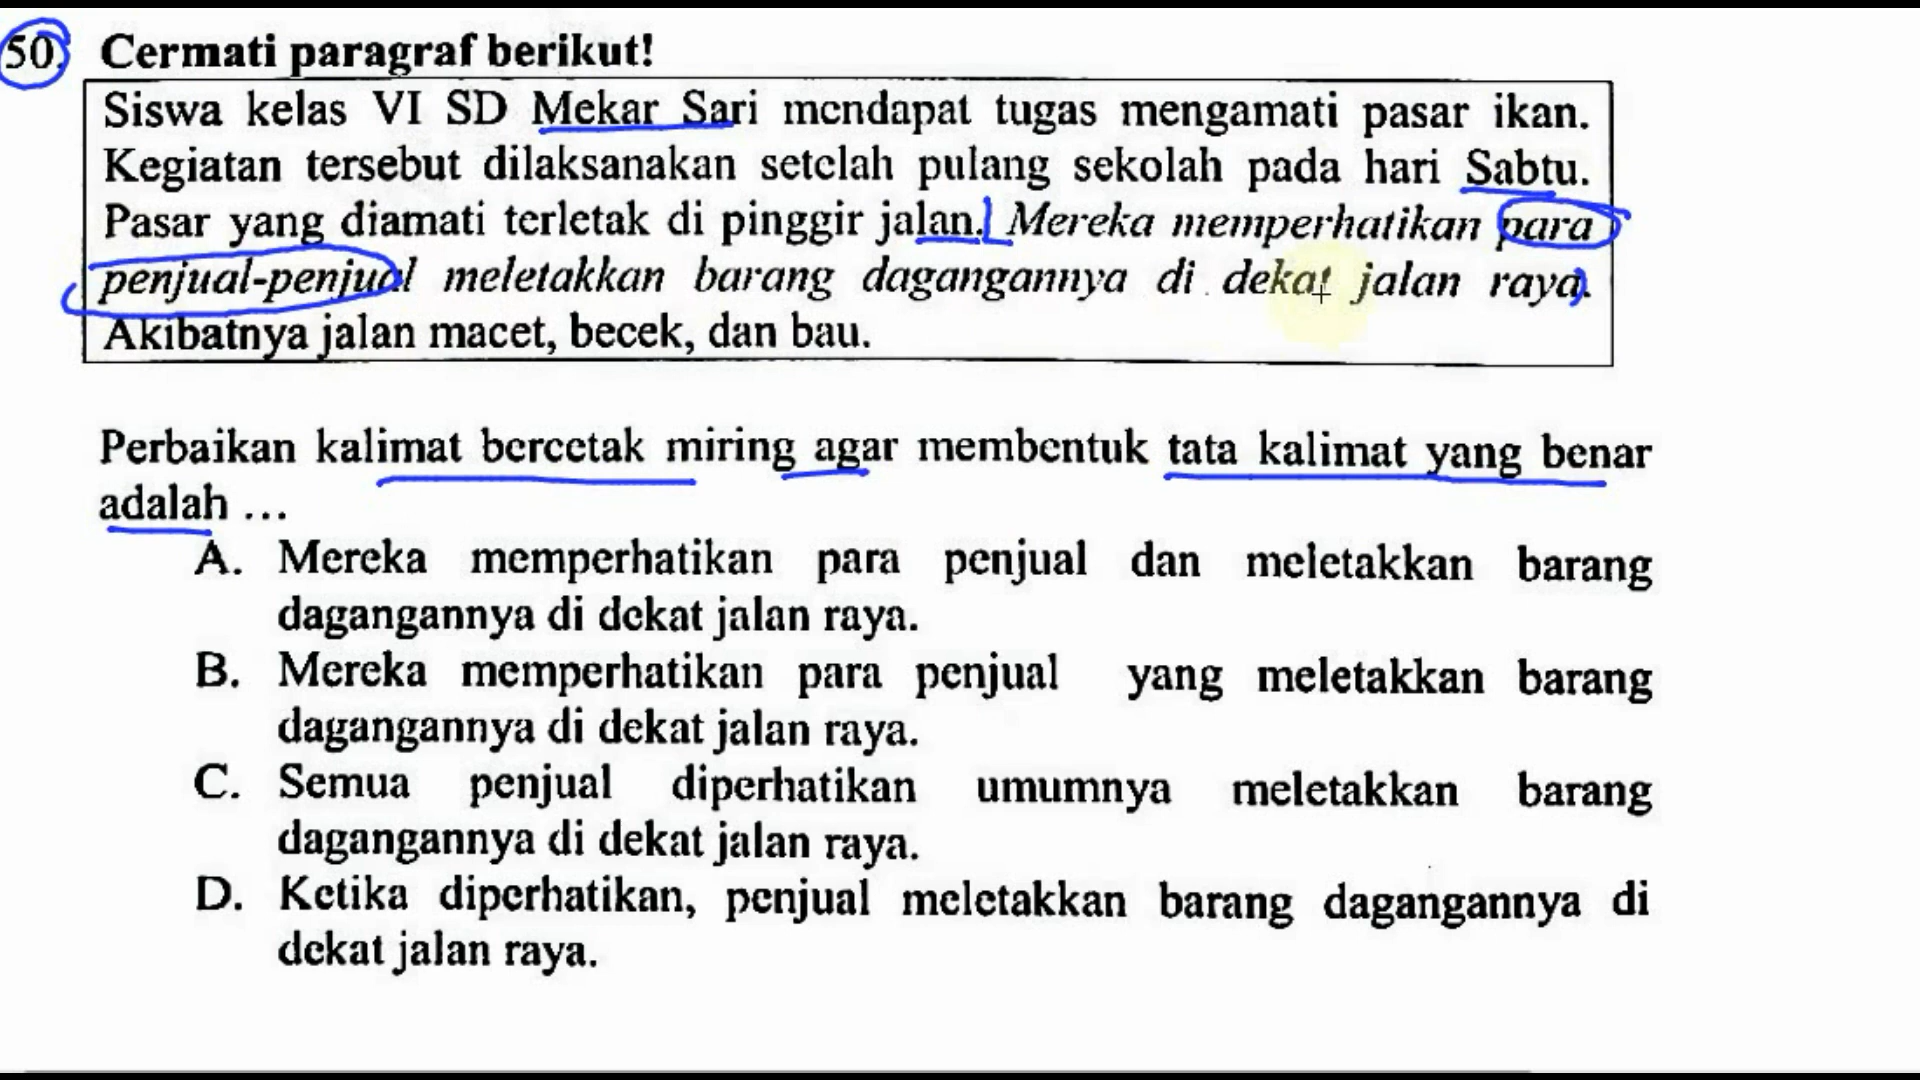 50. Cermati paragraf berikut!
Siswa kelas VI SD Mekar Sari mendapat tugas mengamati pasar ikan.
Kegiatan tersebut dilaksanakan setelah pulang sekolah pada hari Sabtu.
Pasar yang diamati terletak di pinggir jalan. Mereka memperhatikan para
penjual-penjual meletakkan barang dagangannya di dekat jalan raya.
Akibatnya jalan macet, becek, dan bau.
Perbaikan kalimat bercetak miring agar membentuk tata kalimat yang benar
adalah ...
A. Mereka memperhatikan para penjual dan meletakkan barang
dagangannya di dekat jalan raya.
B. Mereka memperhatikan para penjual yang meletakkan barang
dagangannya di dekat jalan raya.
C. Semua penjual diperhatikan umumnya meletakkan barang
dagangannya di dekat jalan raya.
D. Ketika diperhatikan, penjual meletakkan barang dagangannya di
dekat jalan raya.